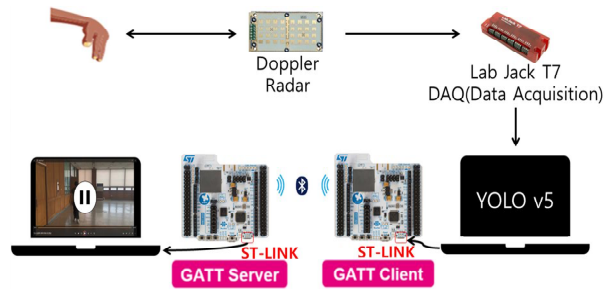 Doppler
Radar
Lab Jack T7
DAQ(Data Acquisition)
YOLO v5
ST-LINK
ST-LINK
GATT Server
GATT Client